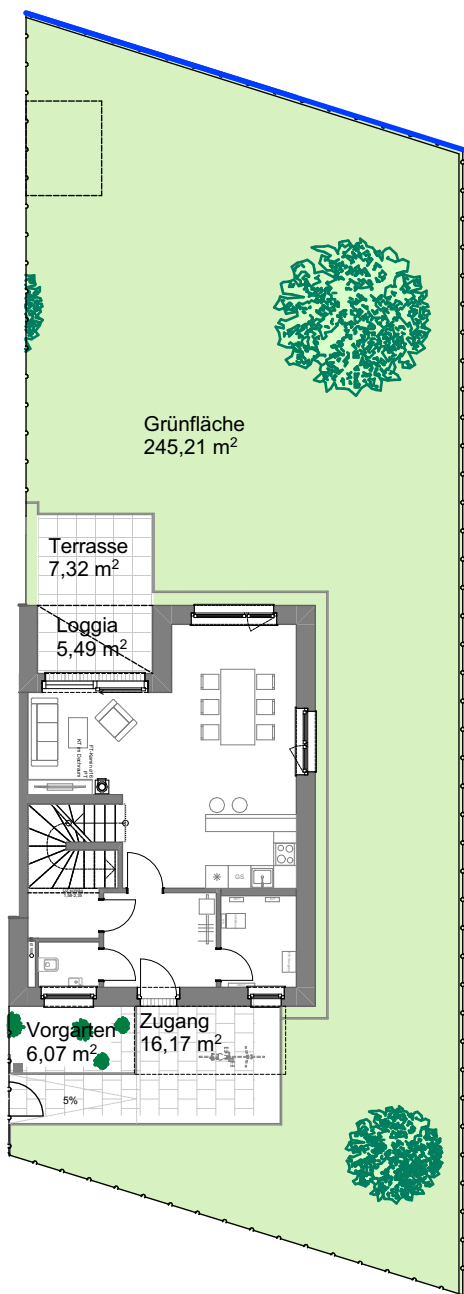 Grünfläche
245,21 m²
Terrasse
7,32 m²
Loggia
5,49 m²
GS
Vorgarten
6,07 m²
Zugang
16,17 m²
5%